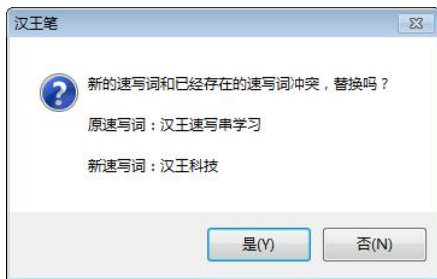 汉王笔
新的速写词和已经存在的速写词冲突，替换吗？
原速写词：汉王速写串学习
新速写词：汉王科技
是(Y)
否(N)